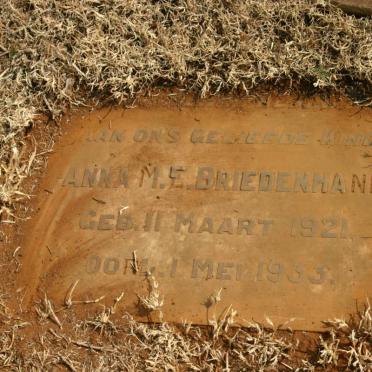 AAN ONS GELIEFDE KIND
ANNA M.E. BRIEDENHANN
GEB. 11 MAART 1921.
OORL. 1 MEI 1933.